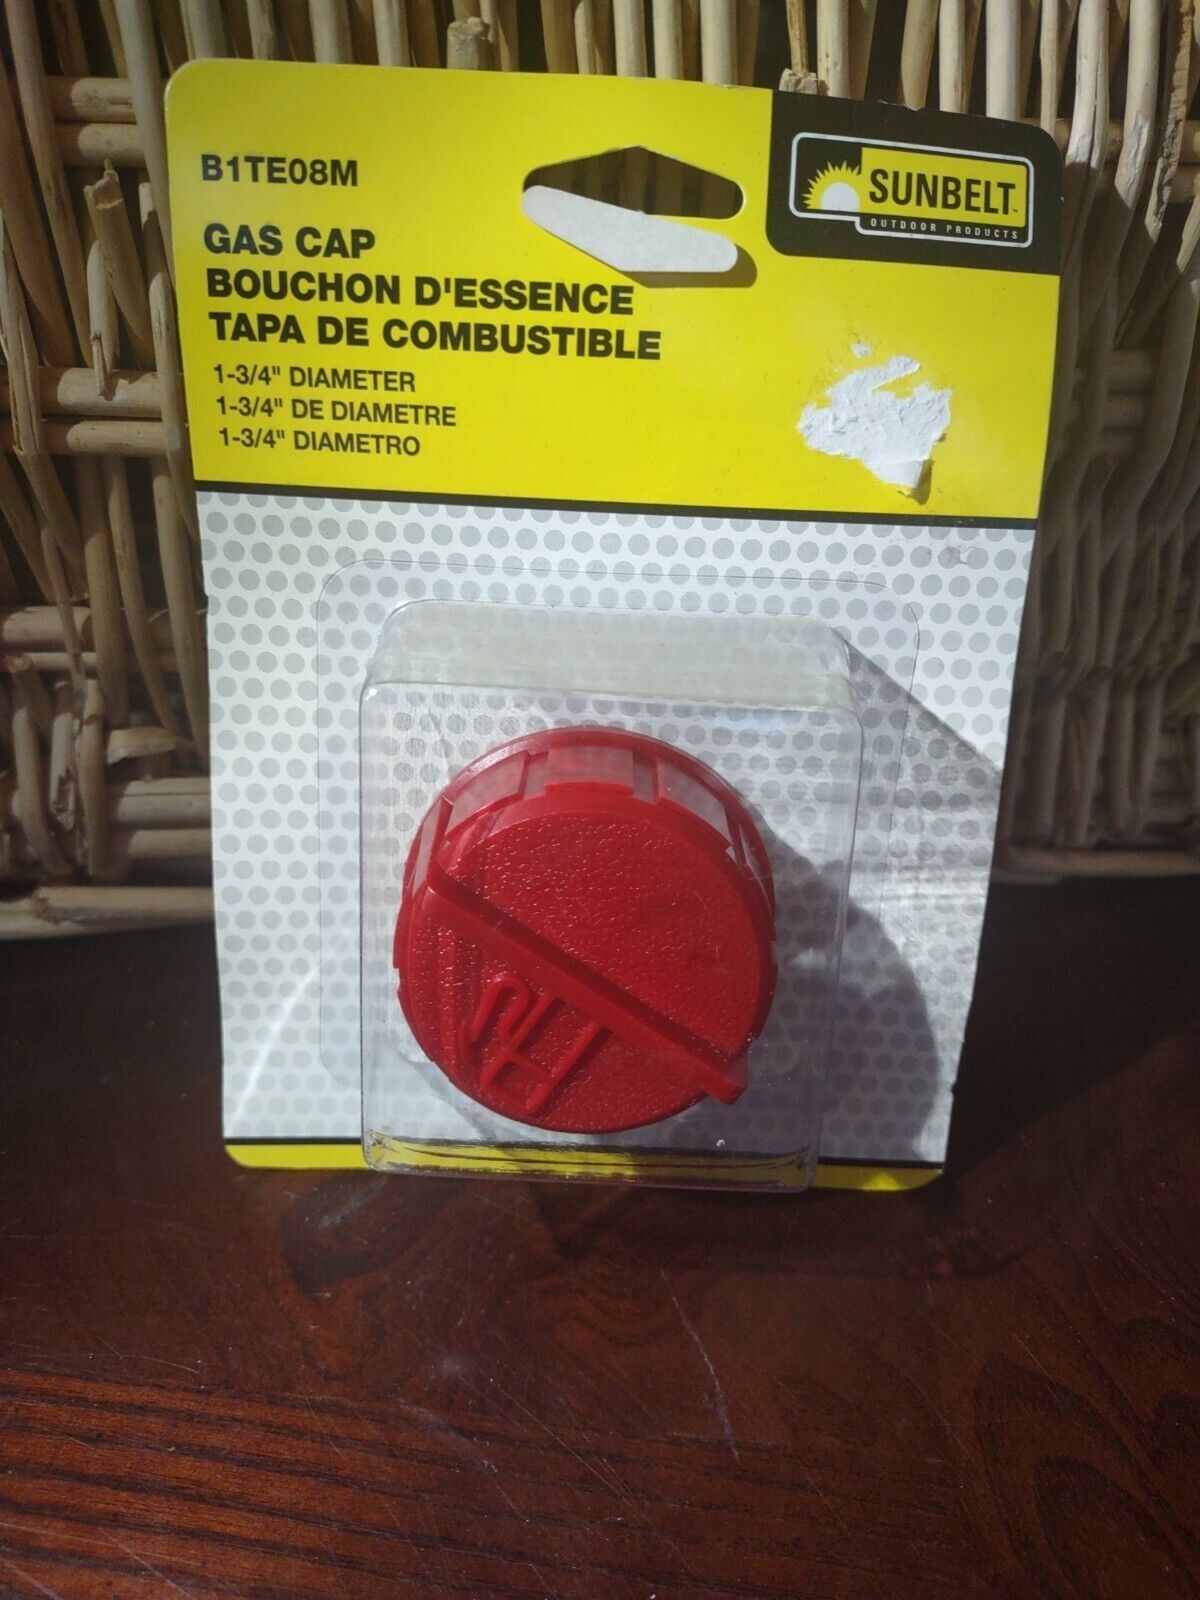 B1TE08M
SUNBELT™
OUTDOOR PRODUCTS
GAS CAP
BOUCHON D'ESSENCE
TAPA DE COMBUSTIBLE
1-3/4" DIAMETER
1-3/4" DE DIAMETRE
1-3/4" DIAMETRO